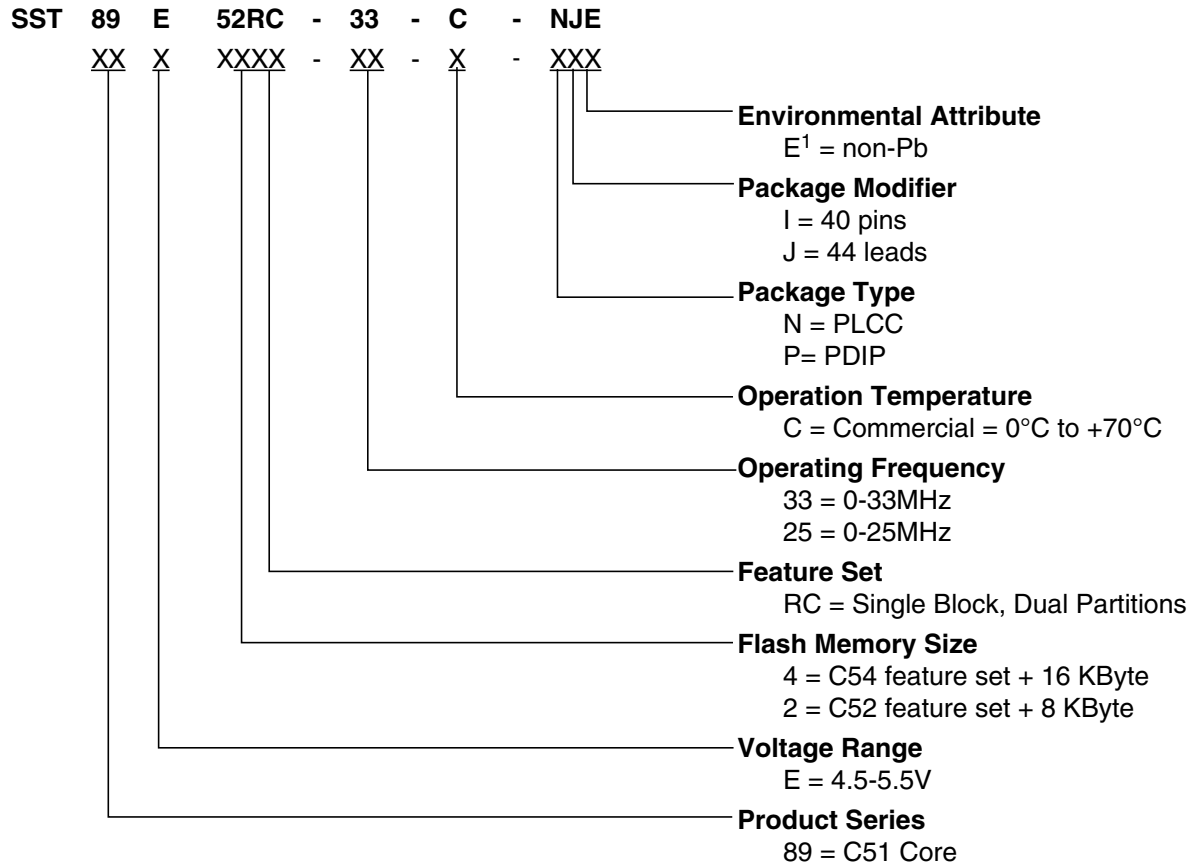 SST 89 E 52RC - 33 - C - NJE
XX X XXXX - XX - X - XXX
Environmental Attribute
E1 = non-Pb
Package Modifier
I = 40 pins
J = 44 leads
Package Type
N = PLCC
P= PDIP
Operation Temperature
C = Commercial = 0°C to +70°C
Operating Frequency
33 = 0-33MHz
25 = 0-25MHz
Feature Set
RC = Single Block, Dual Partitions
Flash Memory Size
4 = C54 feature set + 16 KByte
2 = C52 feature set + 8 KByte
Voltage Range
E = 4.5-5.5V
Product Series
89 = C51 Core